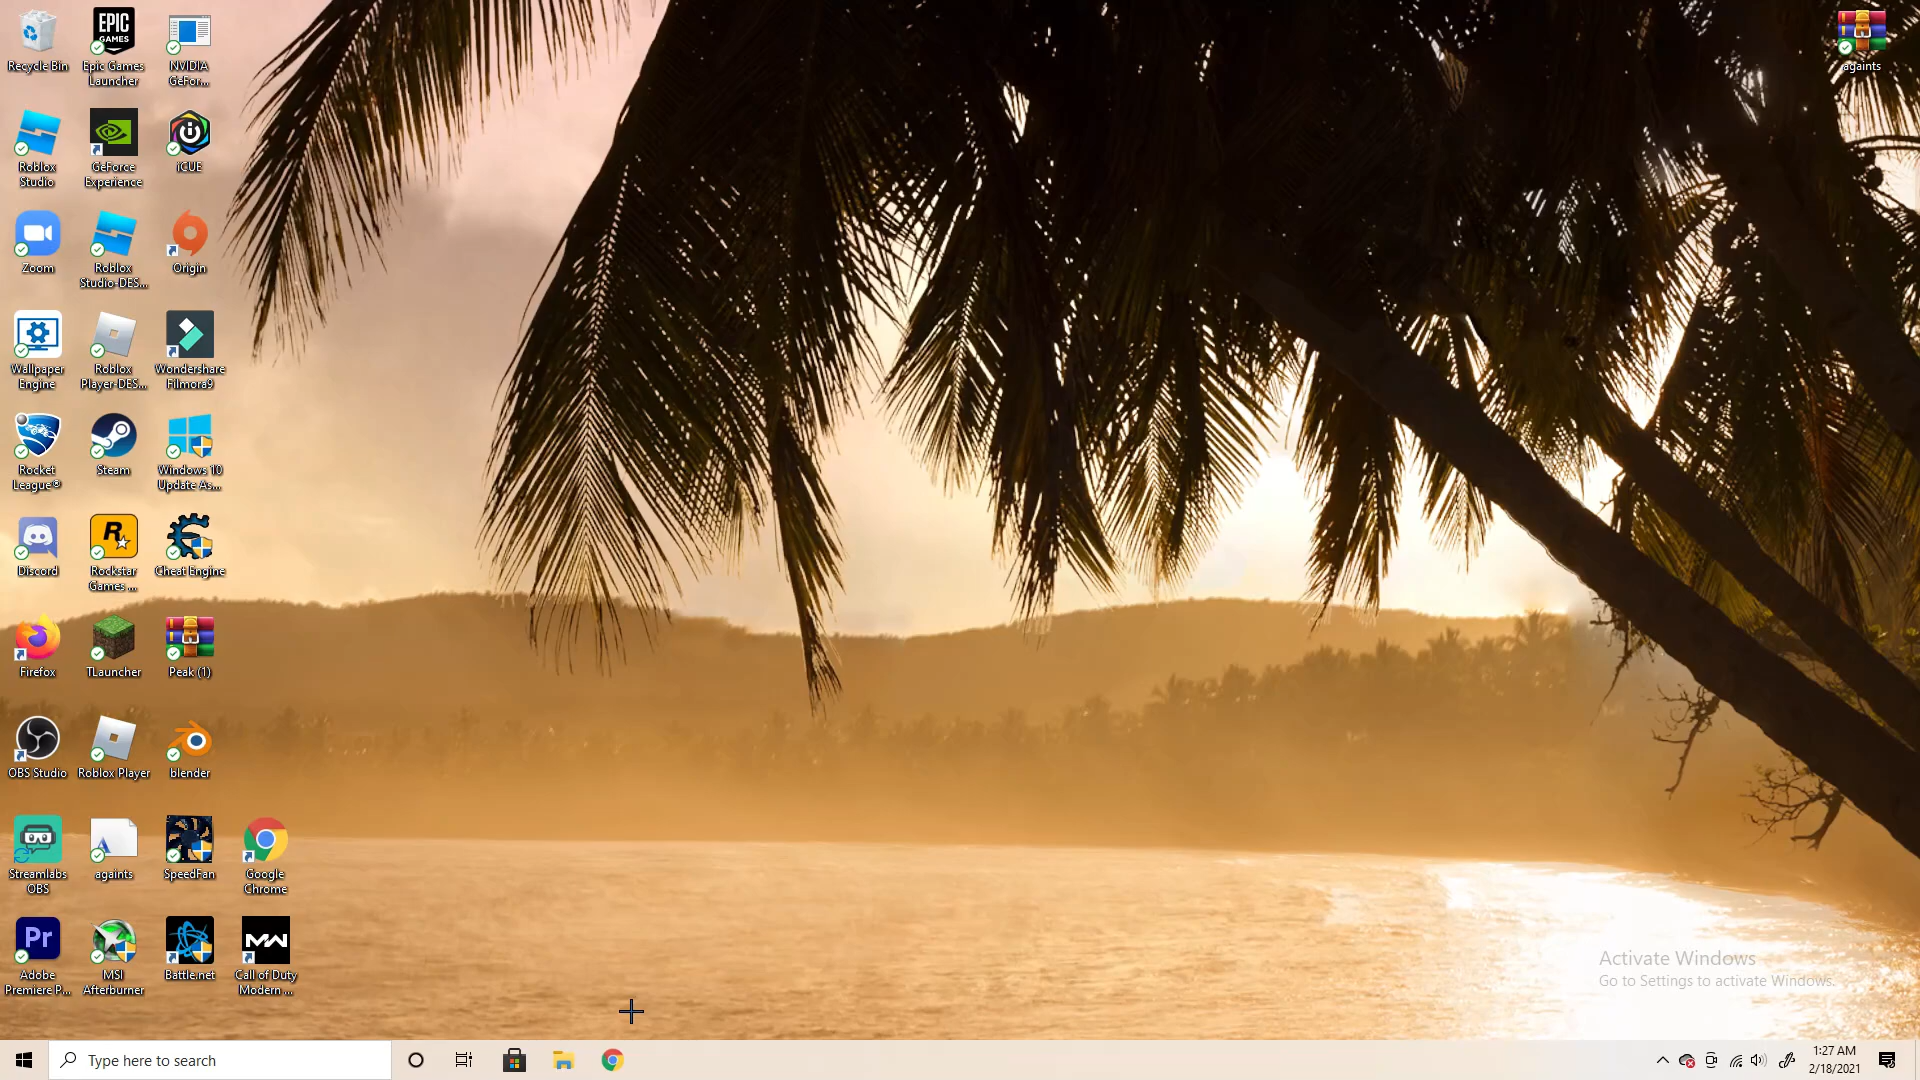 Recycle Bin
EPIC
GAMES
Epic Games
Launcher
NVIDIA
GeFor...
againts
Roblox
Studio
GeForce
Experience
iCUE
Zoom
Roblox
Studio-DES...
Origin
Wallpaper
Engine
Roblox
Player-DES...
Wondershare
Filmora9
Rocket
League®
Steam
Windows 10
Update As...
Discord
R
Rockstar
Games ...
Cheat Engine
Firefox
TLauncher
Peak (1)
OBS Studio
Roblox Player
blender
Streamlabs
OBS
againts
SpeedFan
Google
Chrome
Pr
Adobe
Premiere P...
MSI
Afterburner
Battle.net
MW
Call of Duty
Modern ...
Activate Windows
Go to Settings to activate Windows.
Type here to search
1:27 AM
2/18/2021